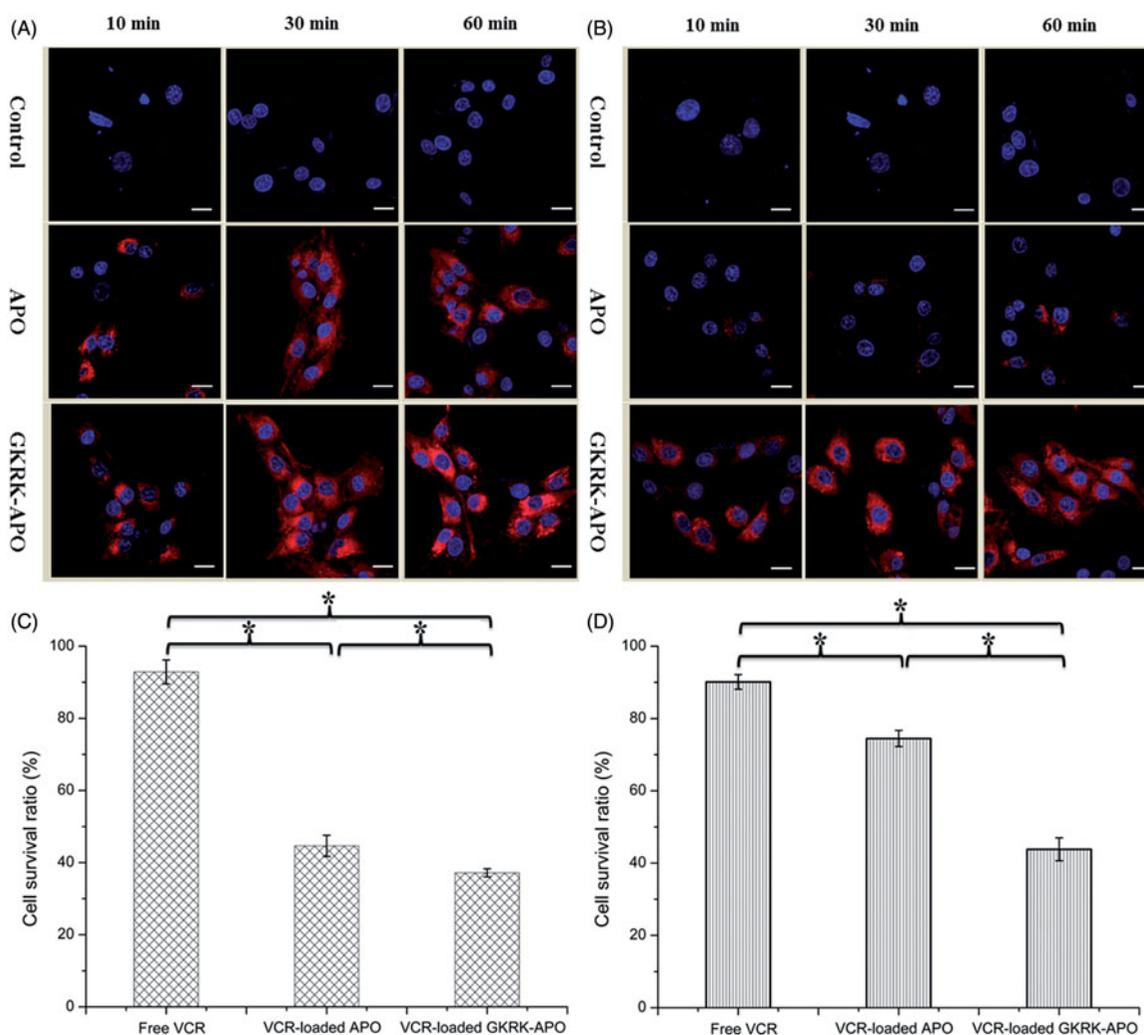 (A) 10 min 30 min 60 min
Control
APO
GKRK-APO
(B) 10 min 30 min 60 min
Control
APO
GKRK-APO
(C)
*
* *
100
80
60
40
20
0
Cell survival ratio (%)
Free VCR VCR-loaded APO VCR-loaded GKRK-APO
(D)
*
* *
100
80
60
40
20
0
Cell survival ratio (%)
Free VCR VCR-loaded APO VCR-loaded GKRK-APO